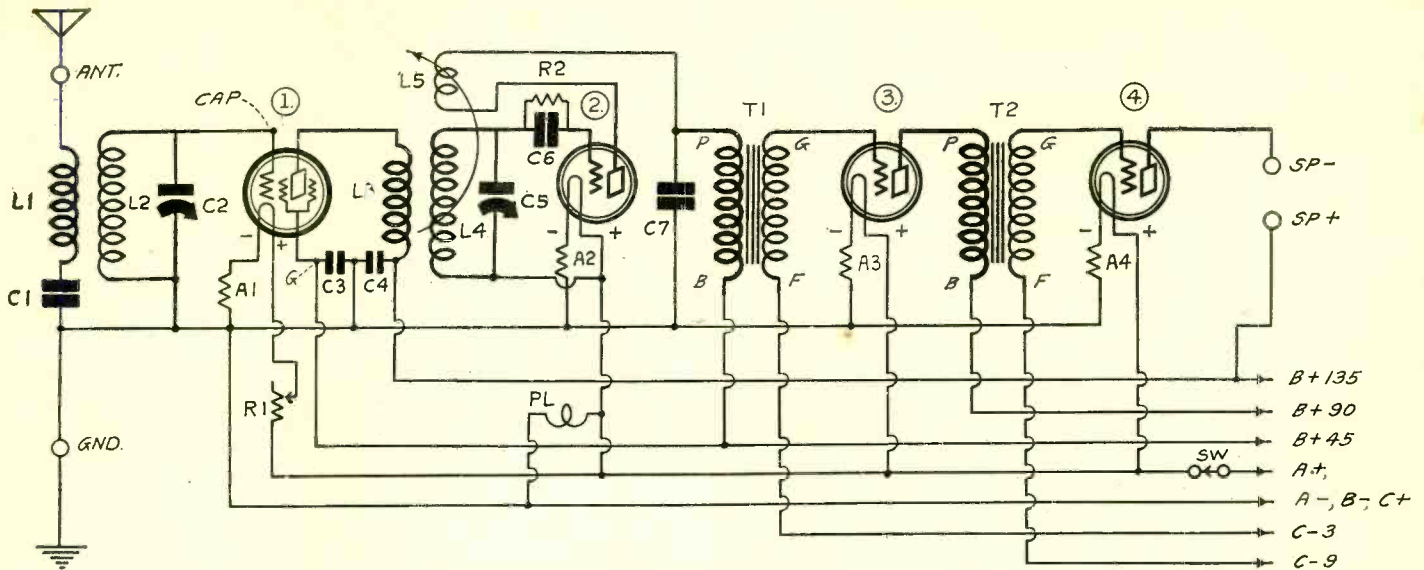 ANT.
CAP
1.
L5
R2
2.
C6
T1
3.
T2
4.
L1
L2
C2
L3
L4
C5
C7
P
G
P
G
SP-
SP+
-
+
-
+
-
+
-
+
C1
A1
G
C3
C4
A2
B
F
A3
B
F
A4
R1
PL
B+135
B+90
GND.
B+45
SW
A+,
A-, B-, C+
C-3
C-9